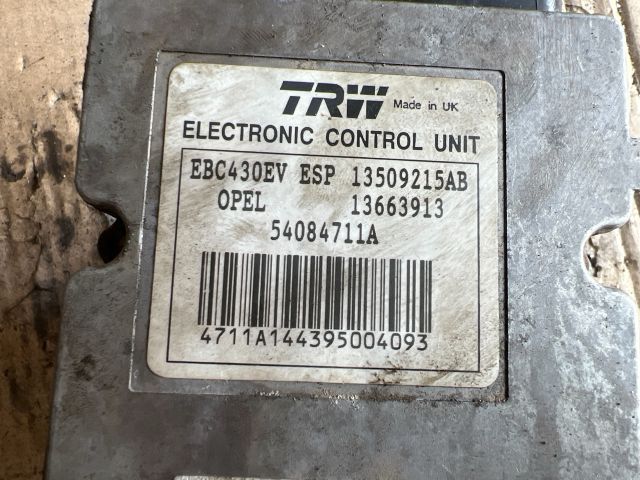 TRW Made in UK
ELECTRONIC CONTROL UNIT
EBC430EV ESP 13509215AB
OPEL 13663913
54084711A
4711A144395004093